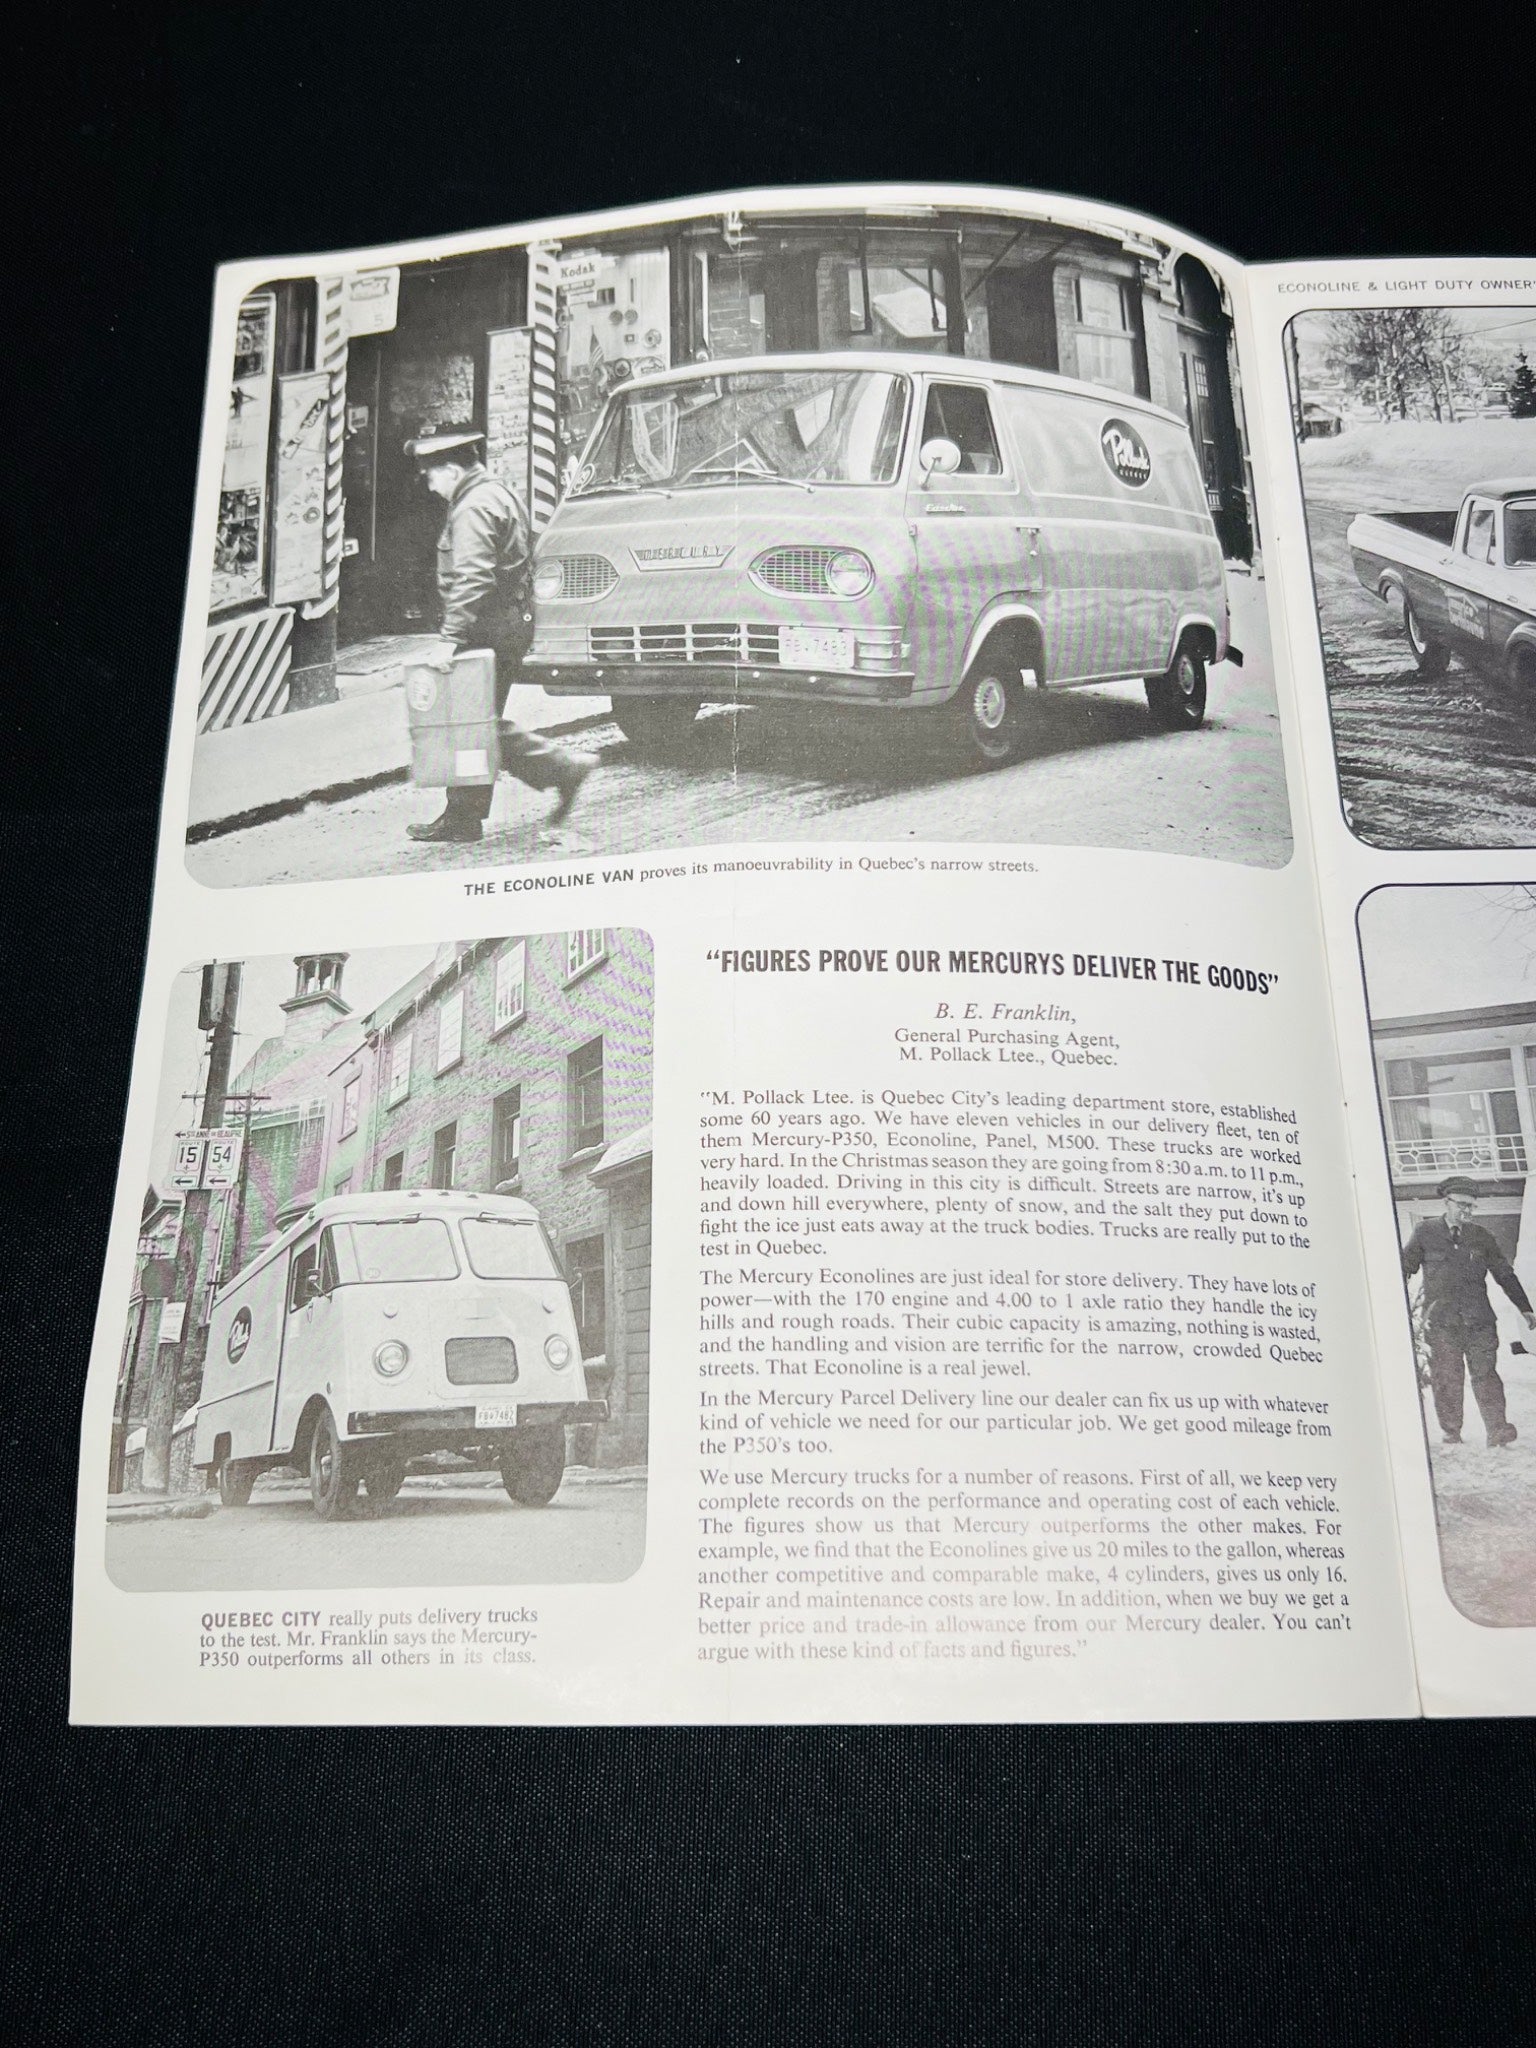 Kodak
Pollack
QUEBEC
Econoline
MERCURY
7483
THE ECONOLINE VAN proves its manoeuvrability in Quebec's narrow streets.
STE ANNE DE BEAUPRE
ROUTE ROUTE
15 54
FB 7482
QUEBEC CITY really puts delivery trucks
to the test. Mr. Franklin says the Mercury-
P350 outperforms all others in its class.
"FIGURES PROVE OUR MERCURYS DELIVER THE GOODS"
B. E. Franklin,
General Purchasing Agent,
M. Pollack Ltee., Quebec.
"M. Pollack Ltee. is Quebec City's leading department store, established
some 60 years ago. We have eleven vehicles in our delivery fleet, ten of
them Mercury-P350, Econoline, Panel, M500. These trucks are worked
very hard. In the Christmas season they are going from 8:30 a.m. to 11 p.m.,
heavily loaded. Driving in this city is difficult. Streets are narrow, it's up
and down hill everywhere, plenty of snow, and the salt they put down to
fight the ice just eats away at the truck bodies. Trucks are really put to the
test in Quebec.
The Mercury Econolines are just ideal for store delivery. They have lots of
power—with the 170 engine and 4.00 to 1 axle ratio they handle the icy
hills and rough roads. Their cubic capacity is amazing, nothing is wasted,
and the handling and vision are terrific for the narrow, crowded Quebec
streets. That Econoline is a real jewel.
In the Mercury Parcel Delivery line our dealer can fix us up with whatever
kind of vehicle we need for our particular job. We get good mileage from
the P350's too.
We use Mercury trucks for a number of reasons. First of all, we keep very
complete records on the performance and operating cost of each vehicle.
The figures show us that Mercury outperforms the other makes. For
example, we find that the Econolines give us 20 miles to the gallon, whereas
another competitive and comparable make, 4 cylinders, gives us only 16.
Repair and maintenance costs are low. In addition, when we buy we get a
better price and trade-in allowance from our Mercury dealer. You can't
argue with these kind of facts and figures."
ECONOLINE & LIGHT DUTY OWNER'